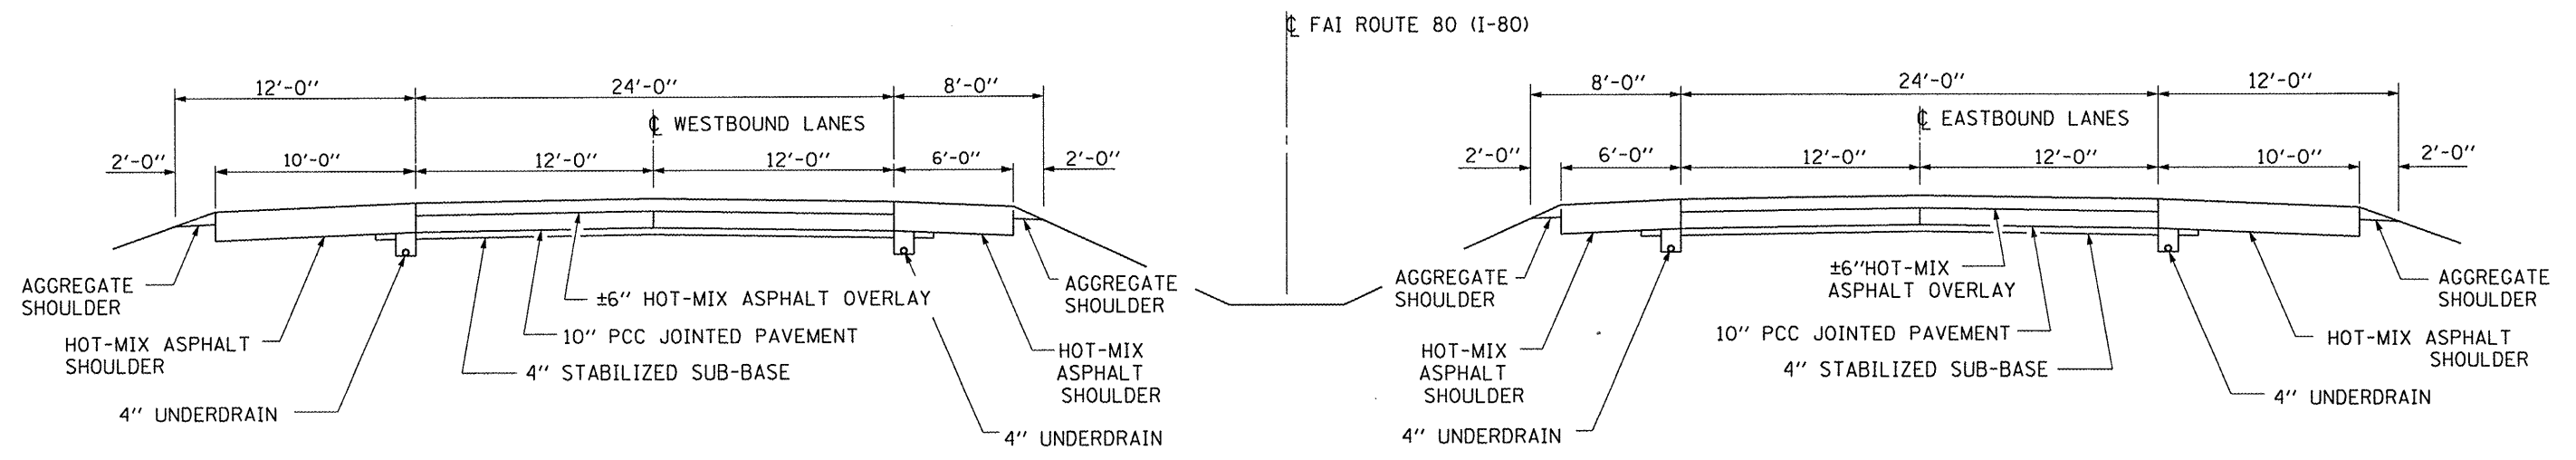 ℄ FAI ROUTE 80 (I-80)
12'-0"
24'-0"
8'-0"
℄ WESTBOUND LANES
2'-0"
10'-0"
12'-0"
12'-0"
6'-0"
2'-0"
AGGREGATE
SHOULDER
HOT-MIX ASPHALT
SHOULDER
4" UNDERDRAIN
±6" HOT-MIX ASPHALT OVERLAY
10" PCC JOINTED PAVEMENT
4" STABILIZED SUB-BASE
AGGREGATE
SHOULDER
HOT-MIX
ASPHALT
SHOULDER
4" UNDERDRAIN
8'-0"
24'-0"
12'-0"
℄ EASTBOUND LANES
2'-0"
6'-0"
12'-0"
12'-0"
10'-0"
2'-0"
AGGREGATE
SHOULDER
HOT-MIX
ASPHALT
SHOULDER
4" UNDERDRAIN
±6"HOT-MIX
ASPHALT OVERLAY
10" PCC JOINTED PAVEMENT
4" STABILIZED SUB-BASE
AGGREGATE
SHOULDER
HOT-MIX ASPHALT
SHOULDER
4" UNDERDRAIN